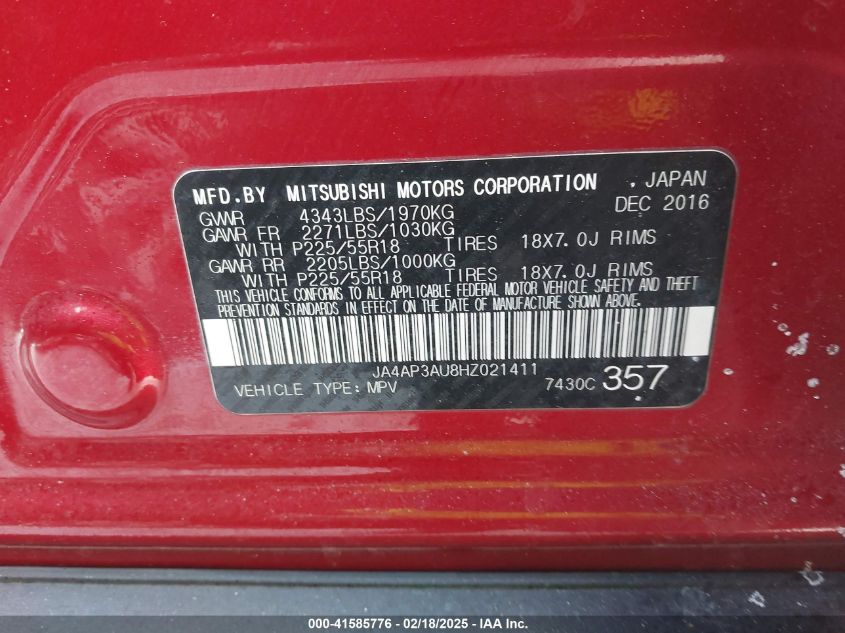 MFD.BY MITSUBISHI MOTORS CORPORATION , JAPAN
GVWR 4343LBS/1970KG DEC 2016
GAWR FR 2271LBS/1030KG
WITH P225/55R18 TIRES 18X7.0J RIMS
GAWR RR 2205LBS/1000KG
WITH P225/55R18 TIRES 18X7.0J RIMS
THIS VEHICLE CONFORMS TO ALL APPLICABLE FEDERAL MOTOR VEHICLE SAFETY AND THEFT
PREVENTION STANDARDS IN EFFECT ON THE DATE OF MANUFACTURE SHOWN ABOVE.
JA4AP3AU8HZ021411
VEHICLE TYPE: MPV 7430C 357
000-41585776 - 02/18/2025 - IAAI.com